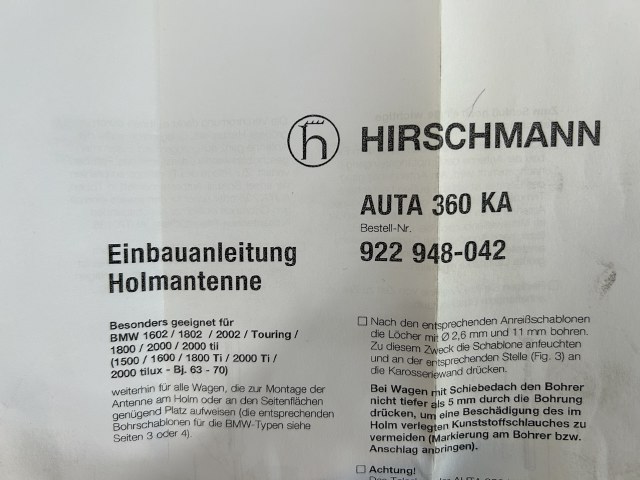 HIRSCHMANN
AUTA 360 KA
Bestell-Nr.
922 948-042
Einbauanleitung
Holmantenne
Besonders geeignet für
BMW 1602 / 1802 / 2002 / Touring /
1800 / 2000 / 2000 tii
(1500 / 1600 / 1800 Ti / 2000 Ti /
2000 tilux - Bj. 63 - 70)
weiterhin für alle Wagen, die zur Montage der
Antenne am Holm oder an den Seitenflächen
genügend Platz aufweisen (die entsprechenden
Bohrschablonen für die BMW-Typen siehe
Seiten 3 oder 4).
Nach den entsprechenden Anreißschablonen
die Löcher mit Ø 2,6 mm und 11 mm bohren.
Zu diesem Zweck die Schablone anfeuchten
und an der entsprechenden Stelle (Fig. 3) an
die Karosseriewand drücken.
Bei Wagen mit Schiebedach den Bohrer
nicht tiefer als 5 mm durch die Bohrung
drücken, um eine Beschädigung des im
Holm verlegten Kunststoffschlauches zu
vermeiden (Markierung am Bohrer bzw.
Anschlag anbringen).
Achtung!